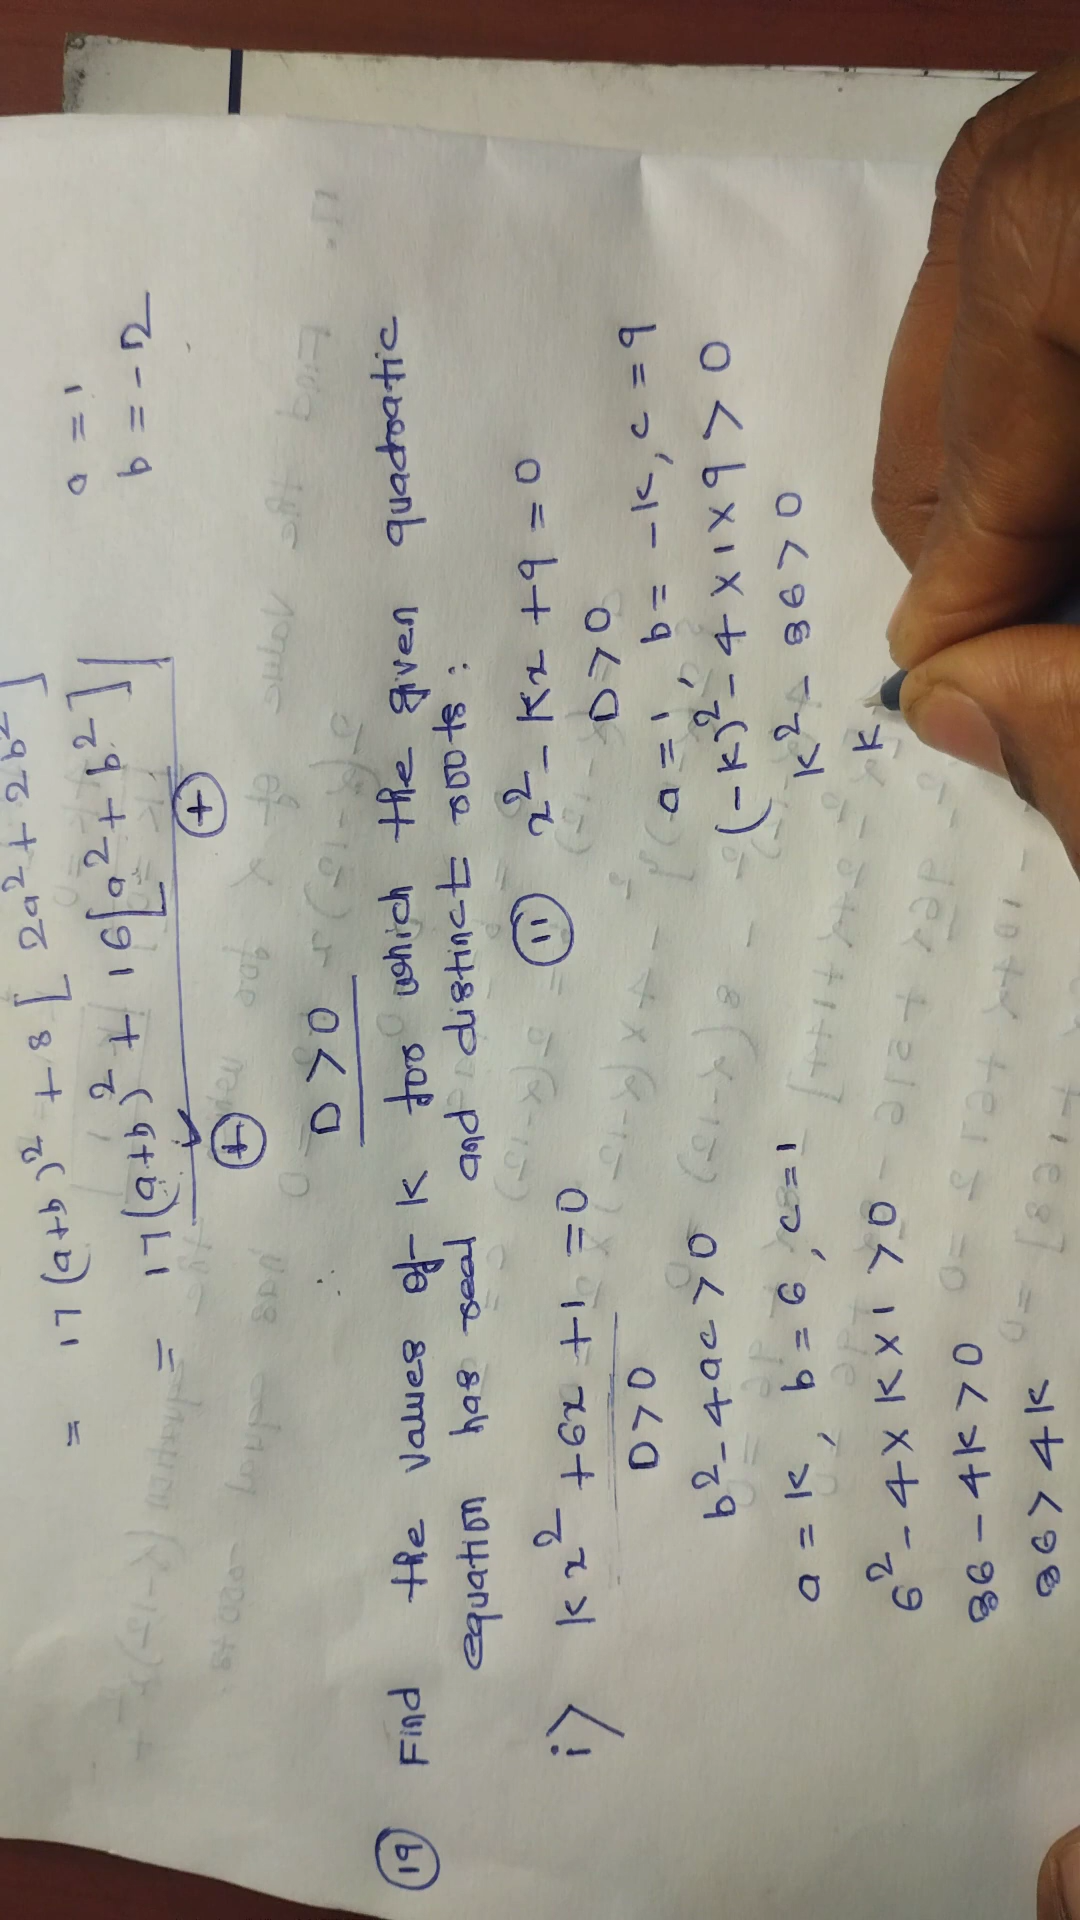 = 17(a+b)² + 8[2a² + 2b²]
a = 1
= 17(a+b)² + 16[a² + b²]
b = -2
+ +
D > 0
19 Find the values of K for which the given quadratic
equation has real and distinct roots:
i> Kx² + 6x + 1 = 0
D > 0
b² - 4ac > 0
a = K, b = 6, c = 1
6² - 4 × K × 1 > 0
36 - 4K > 0
36 > 4K
ii x² - Kx + 9 = 0
D > 0
a = 1, b = -K, c = 9
(-K)² - 4 × 1 × 9 > 0
K² - 36 > 0
K